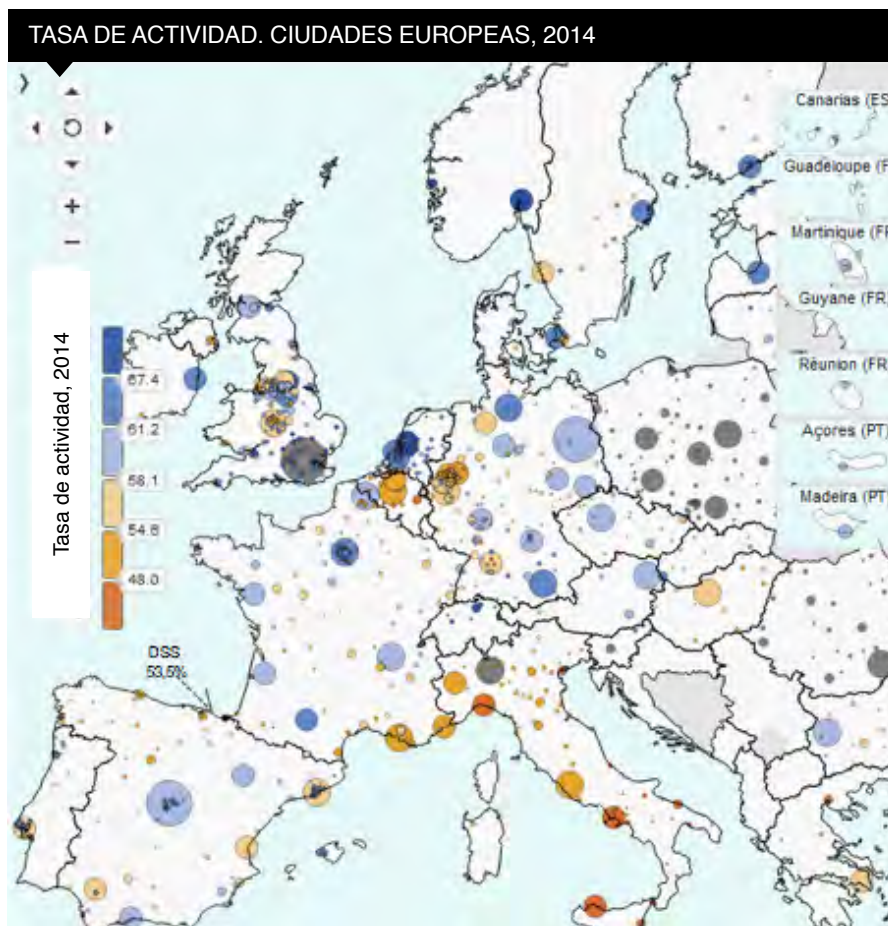 TASA DE ACTIVIDAD. CIUDADES EUROPEAS, 2014
Canarias (ES
Guadeloupe (F
Martinique (FR
Guyane (FR
Réunion (FR
Açores (PT)
Madeira (PT
Tasa de actividad, 2014
67.4
61.2
58.1
54.6
48.0
DSS
53,5%